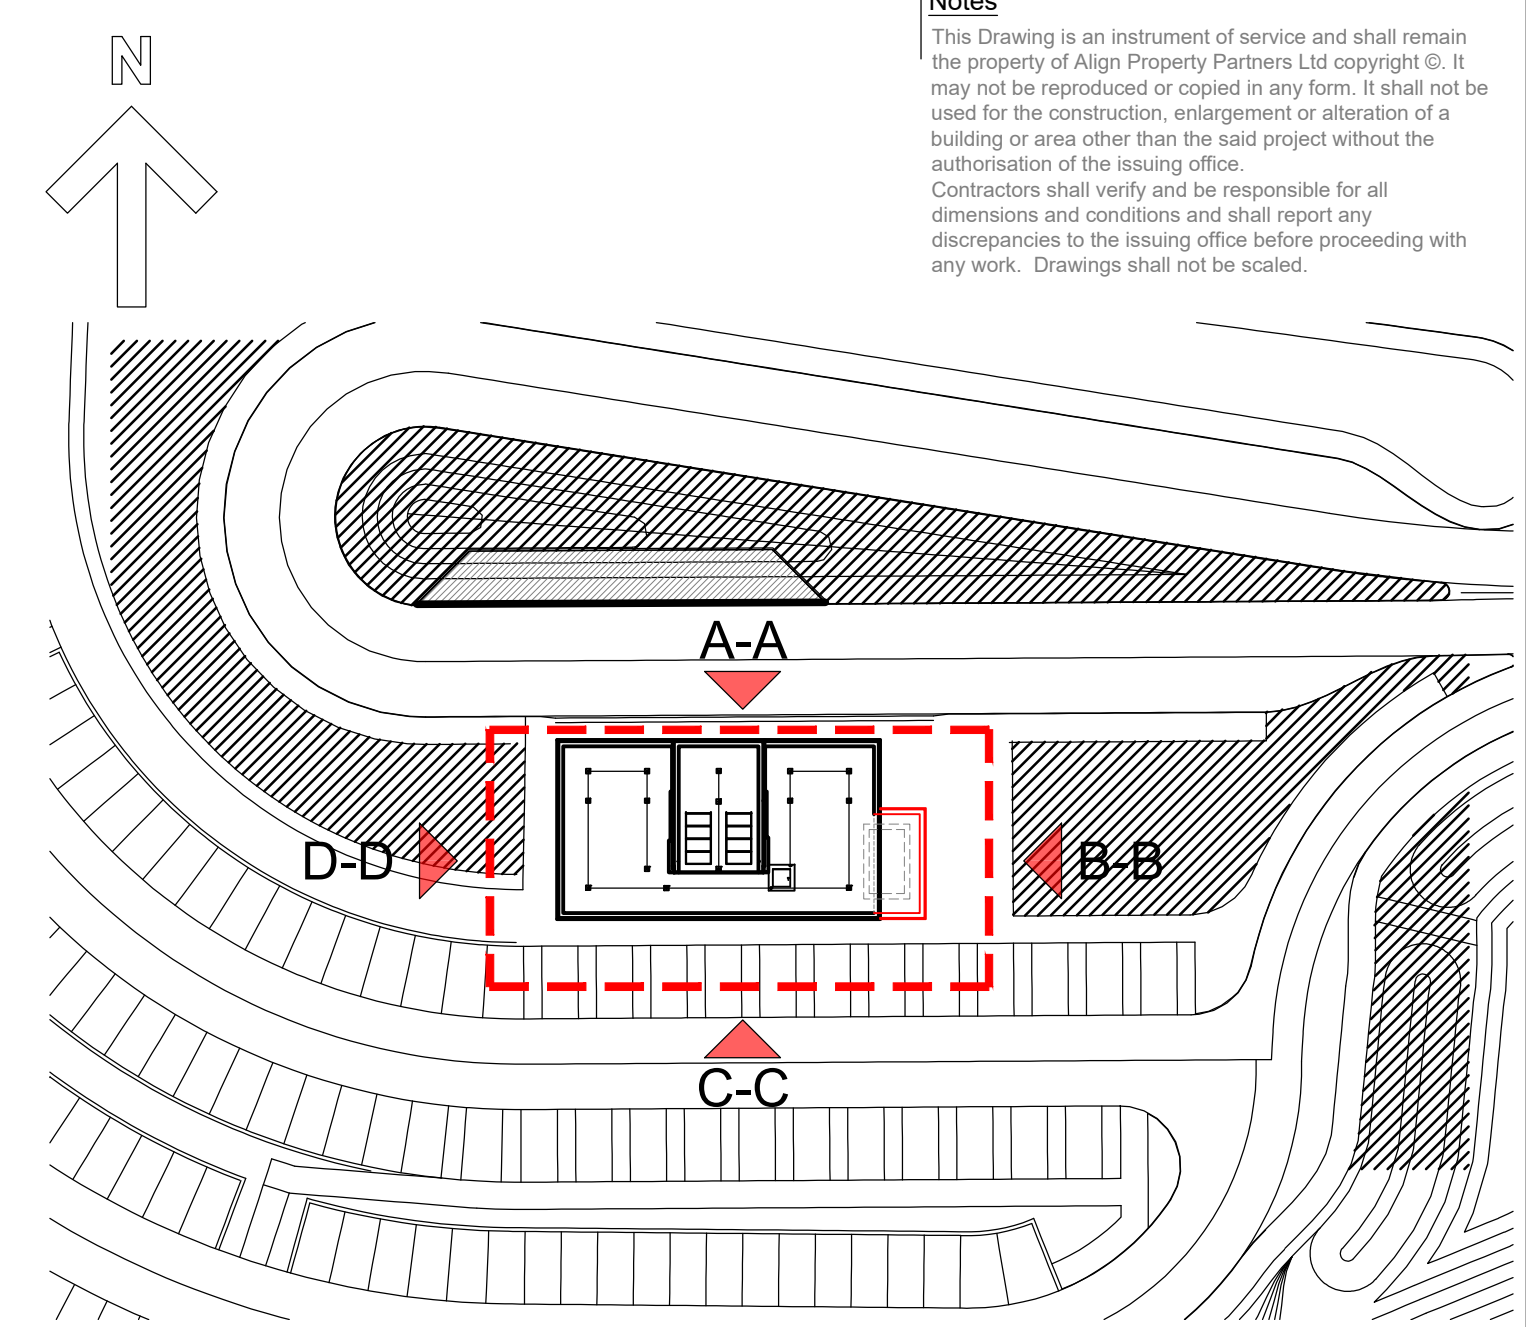 Notes
This Drawing is an instrument of service and shall remain
the property of Align Property Partners Ltd copyright ©. It
may not be reproduced or copied in any form. It shall not be
used for the construction, enlargement or alteration of a
building or area other than the said project without the
authorisation of the issuing office.
Contractors shall verify and be responsible for all
dimensions and conditions and shall report any
discrepancies to the issuing office before proceeding with
any work.  Drawings shall not be scaled.
N
A-A
D-D
B-B
C-C